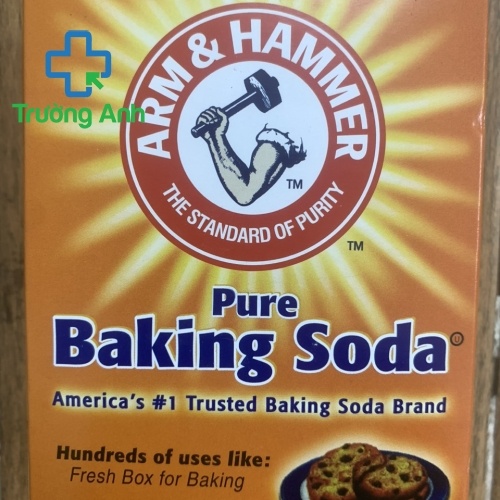 Trường Anh
ARM & HAMMER
™
THE STANDARD OF PURITY
™
Pure
Baking Soda
America's #1 Trusted Baking Soda Brand
Hundreds of uses like:
Fresh Box for Baking